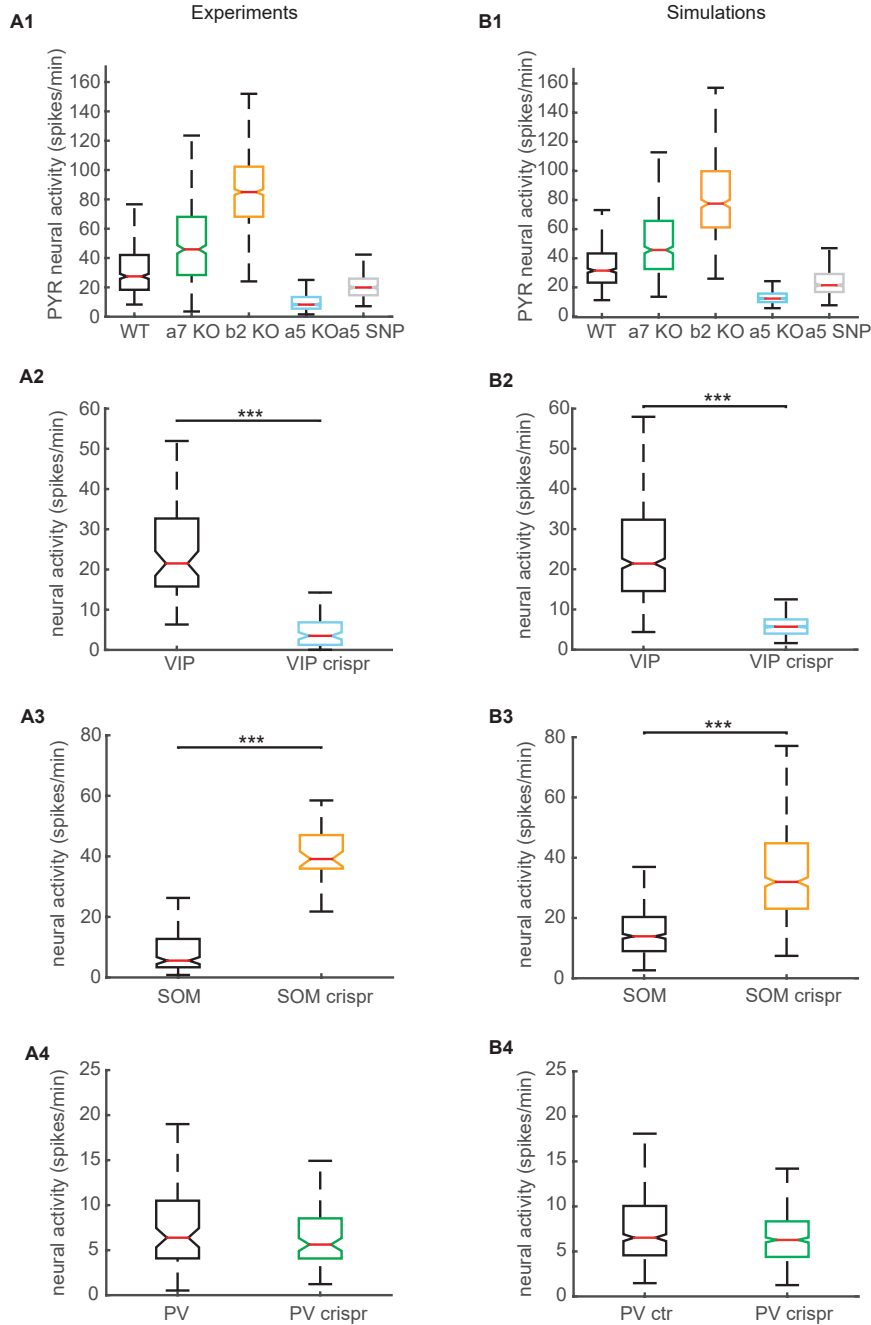 Experiments
Simulations
A1
B1
PYR neural activity (spikes/min)
160
140
120
100
80
60
40
20
0
WT a7 KO b2 KO a5 KO a5 SNP
PYR neural activity (spikes/min)
160
140
120
100
80
60
40
20
0
WT a7 KO b2 KO a5 KO a5 SNP
A2
neural activity (spikes/min)
60
50
40
30
20
10
0
***
VIP VIP crispr
B2
neural activity (spikes/min)
60
50
40
30
20
10
0
***
VIP VIP crispr
A3
neural activity (spikes/min)
80
60
40
20
0
***
SOM SOM crispr
B3
neural activity (spikes/min)
80
60
40
20
0
***
SOM SOM crispr
A4
neural activity (spikes/min)
25
20
15
10
5
0
PV PV crispr
B4
neural activity (spikes/min)
25
20
15
10
5
0
PV ctr PV crispr